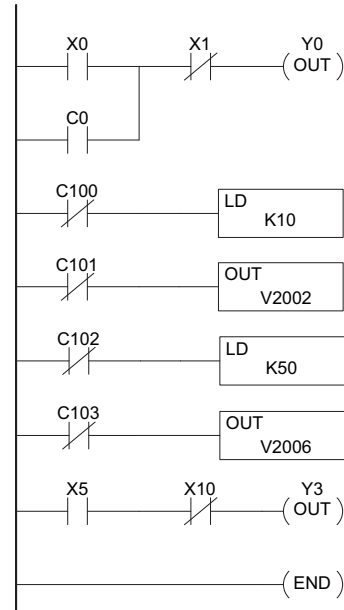 X0 X1 Y0
OUT
C0
C100
LD
K10
C101
OUT
V2002
C102
LD
K50
C103
OUT
V2006
X5 X10 Y3
OUT
END